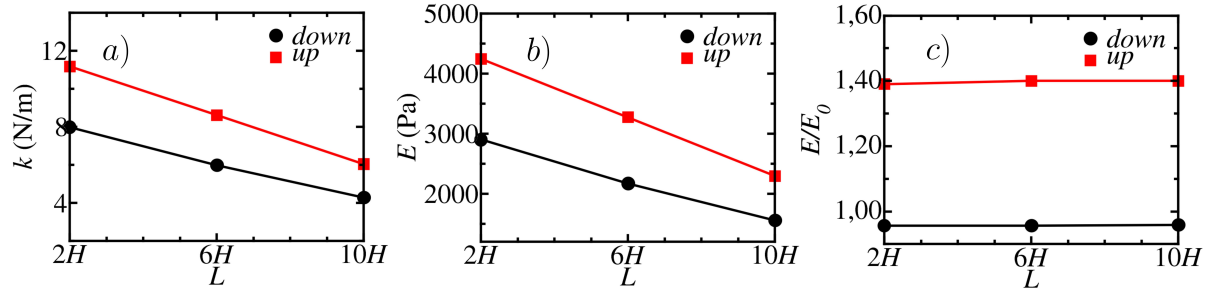 a)
down
up
12
8
4
k (N/m)
2H 6H 10H
L
b)
down
up
5000
4000
3000
2000
E (Pa)
2H 6H 10H
L
c)
down
up
1,60
1,40
1,20
1,00
E/E0
2H 6H 10H
L